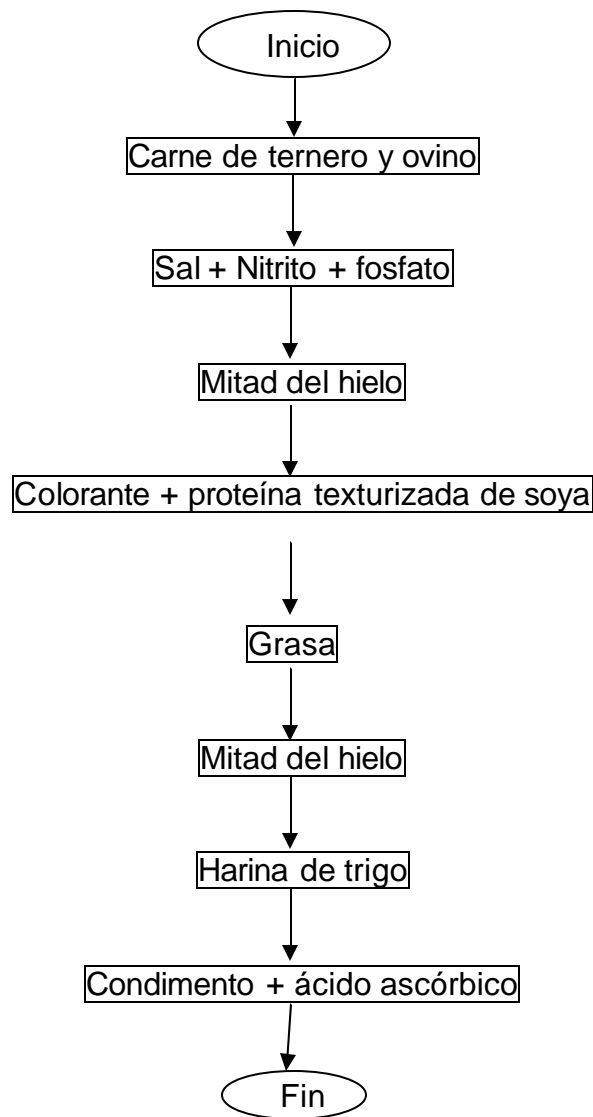 Inicio
Carne de ternero y ovino
Sal + Nitrito + fosfato
Mitad del hielo
Colorante + proteína texturizada de soya
Grasa
Mitad del hielo
Harina de trigo
Condimento + ácido ascórbico
Fin